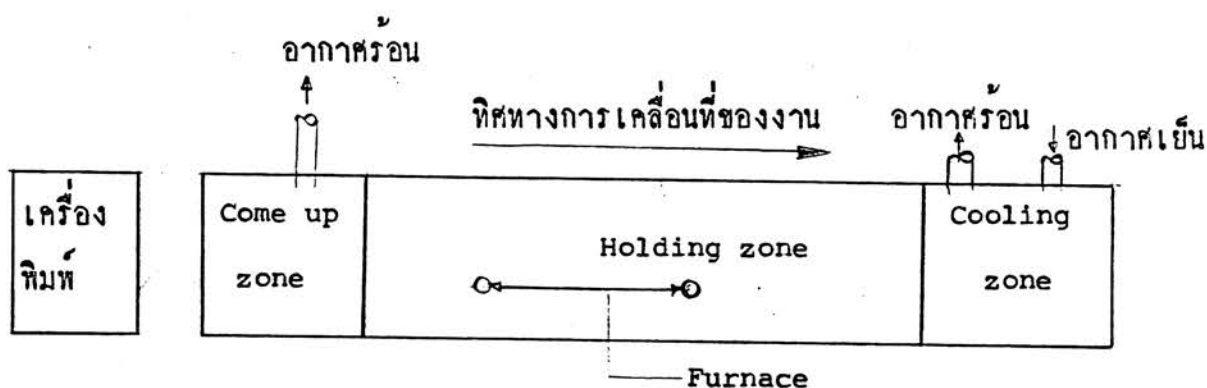 อากาศร้อน
ทิศทางการเคลื่อนที่ของงาน
อากาศร้อน
อากาศเย็น
เครื่อง
พิมพ์
Come up
zone
Holding zone
Cooling
zone
Furnace